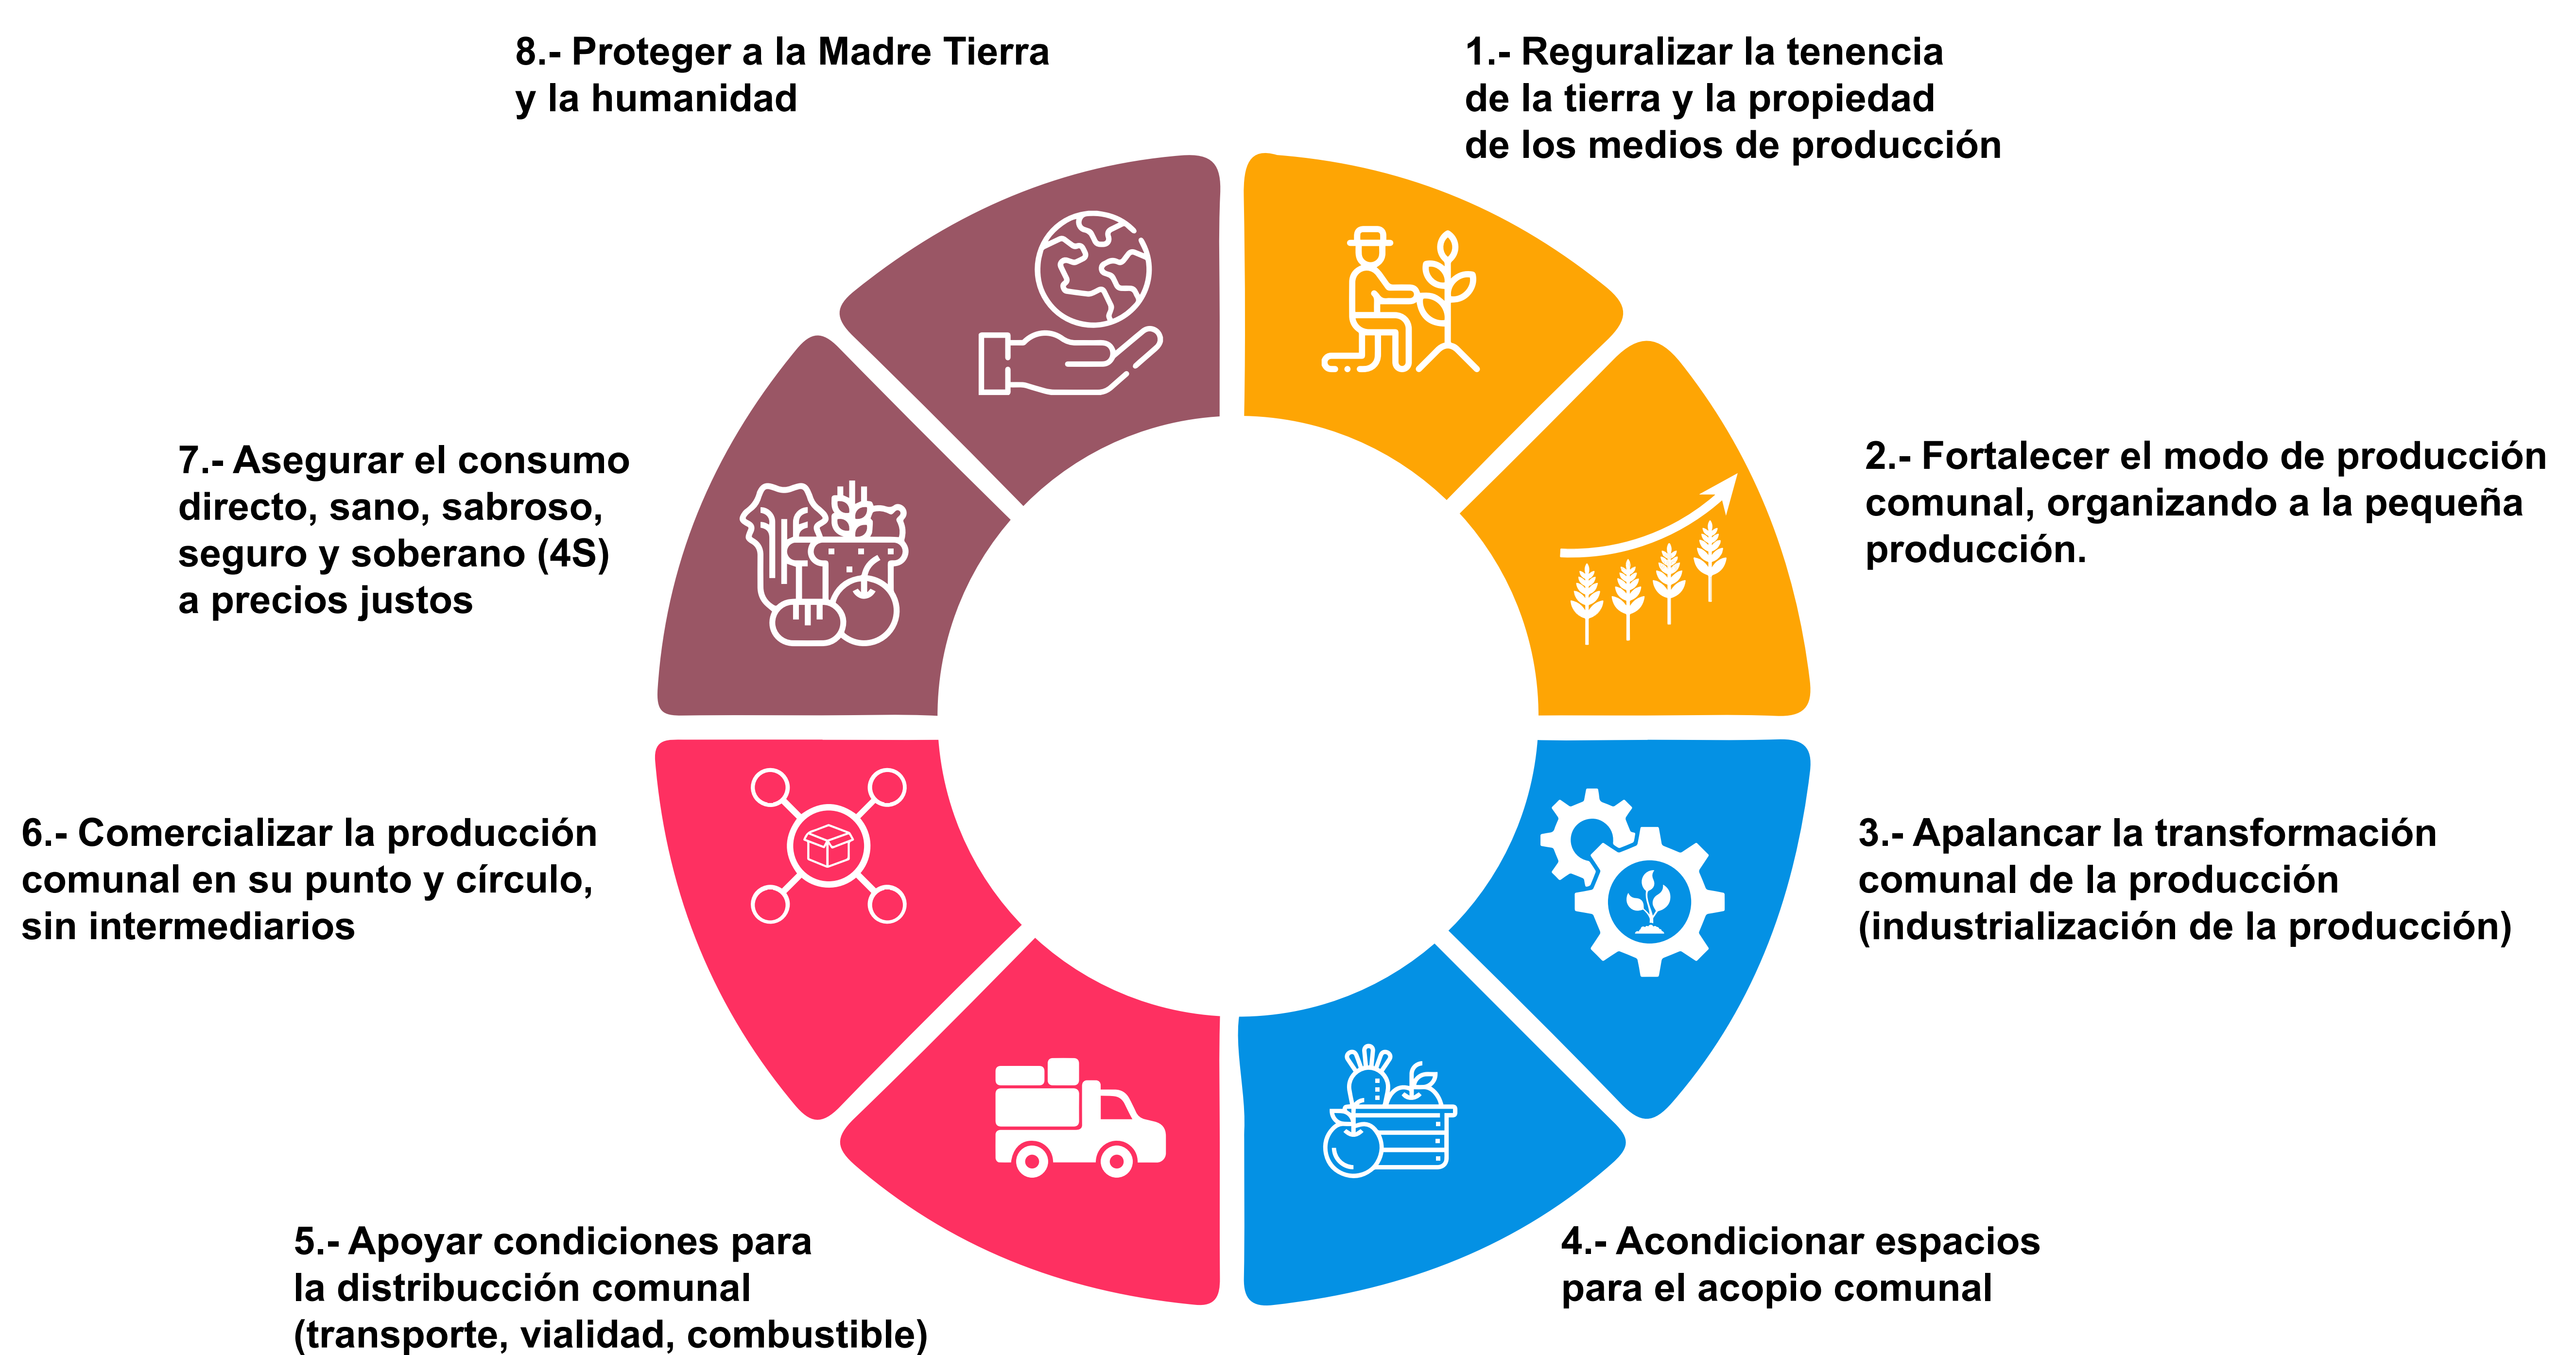 8.- Proteger a la Madre Tierra
y la humanidad
1.- Reguralizar la tenencia
de la tierra y la propiedad
de los medios de producción
2.- Fortalecer el modo de producción
comunal, organizando a la pequeña
producción.
3.- Apalancar la transformación
comunal de la producción
(industrialización de la producción)
4.- Acondicionar espacios
para el acopio comunal
5.- Apoyar condiciones para
la distribucción comunal
(transporte, vialidad, combustible)
6.- Comercializar la producción
comunal en su punto y círculo,
sin intermediarios
7.- Asegurar el consumo
directo, sano, sabroso,
seguro y soberano (4S)
a precios justos